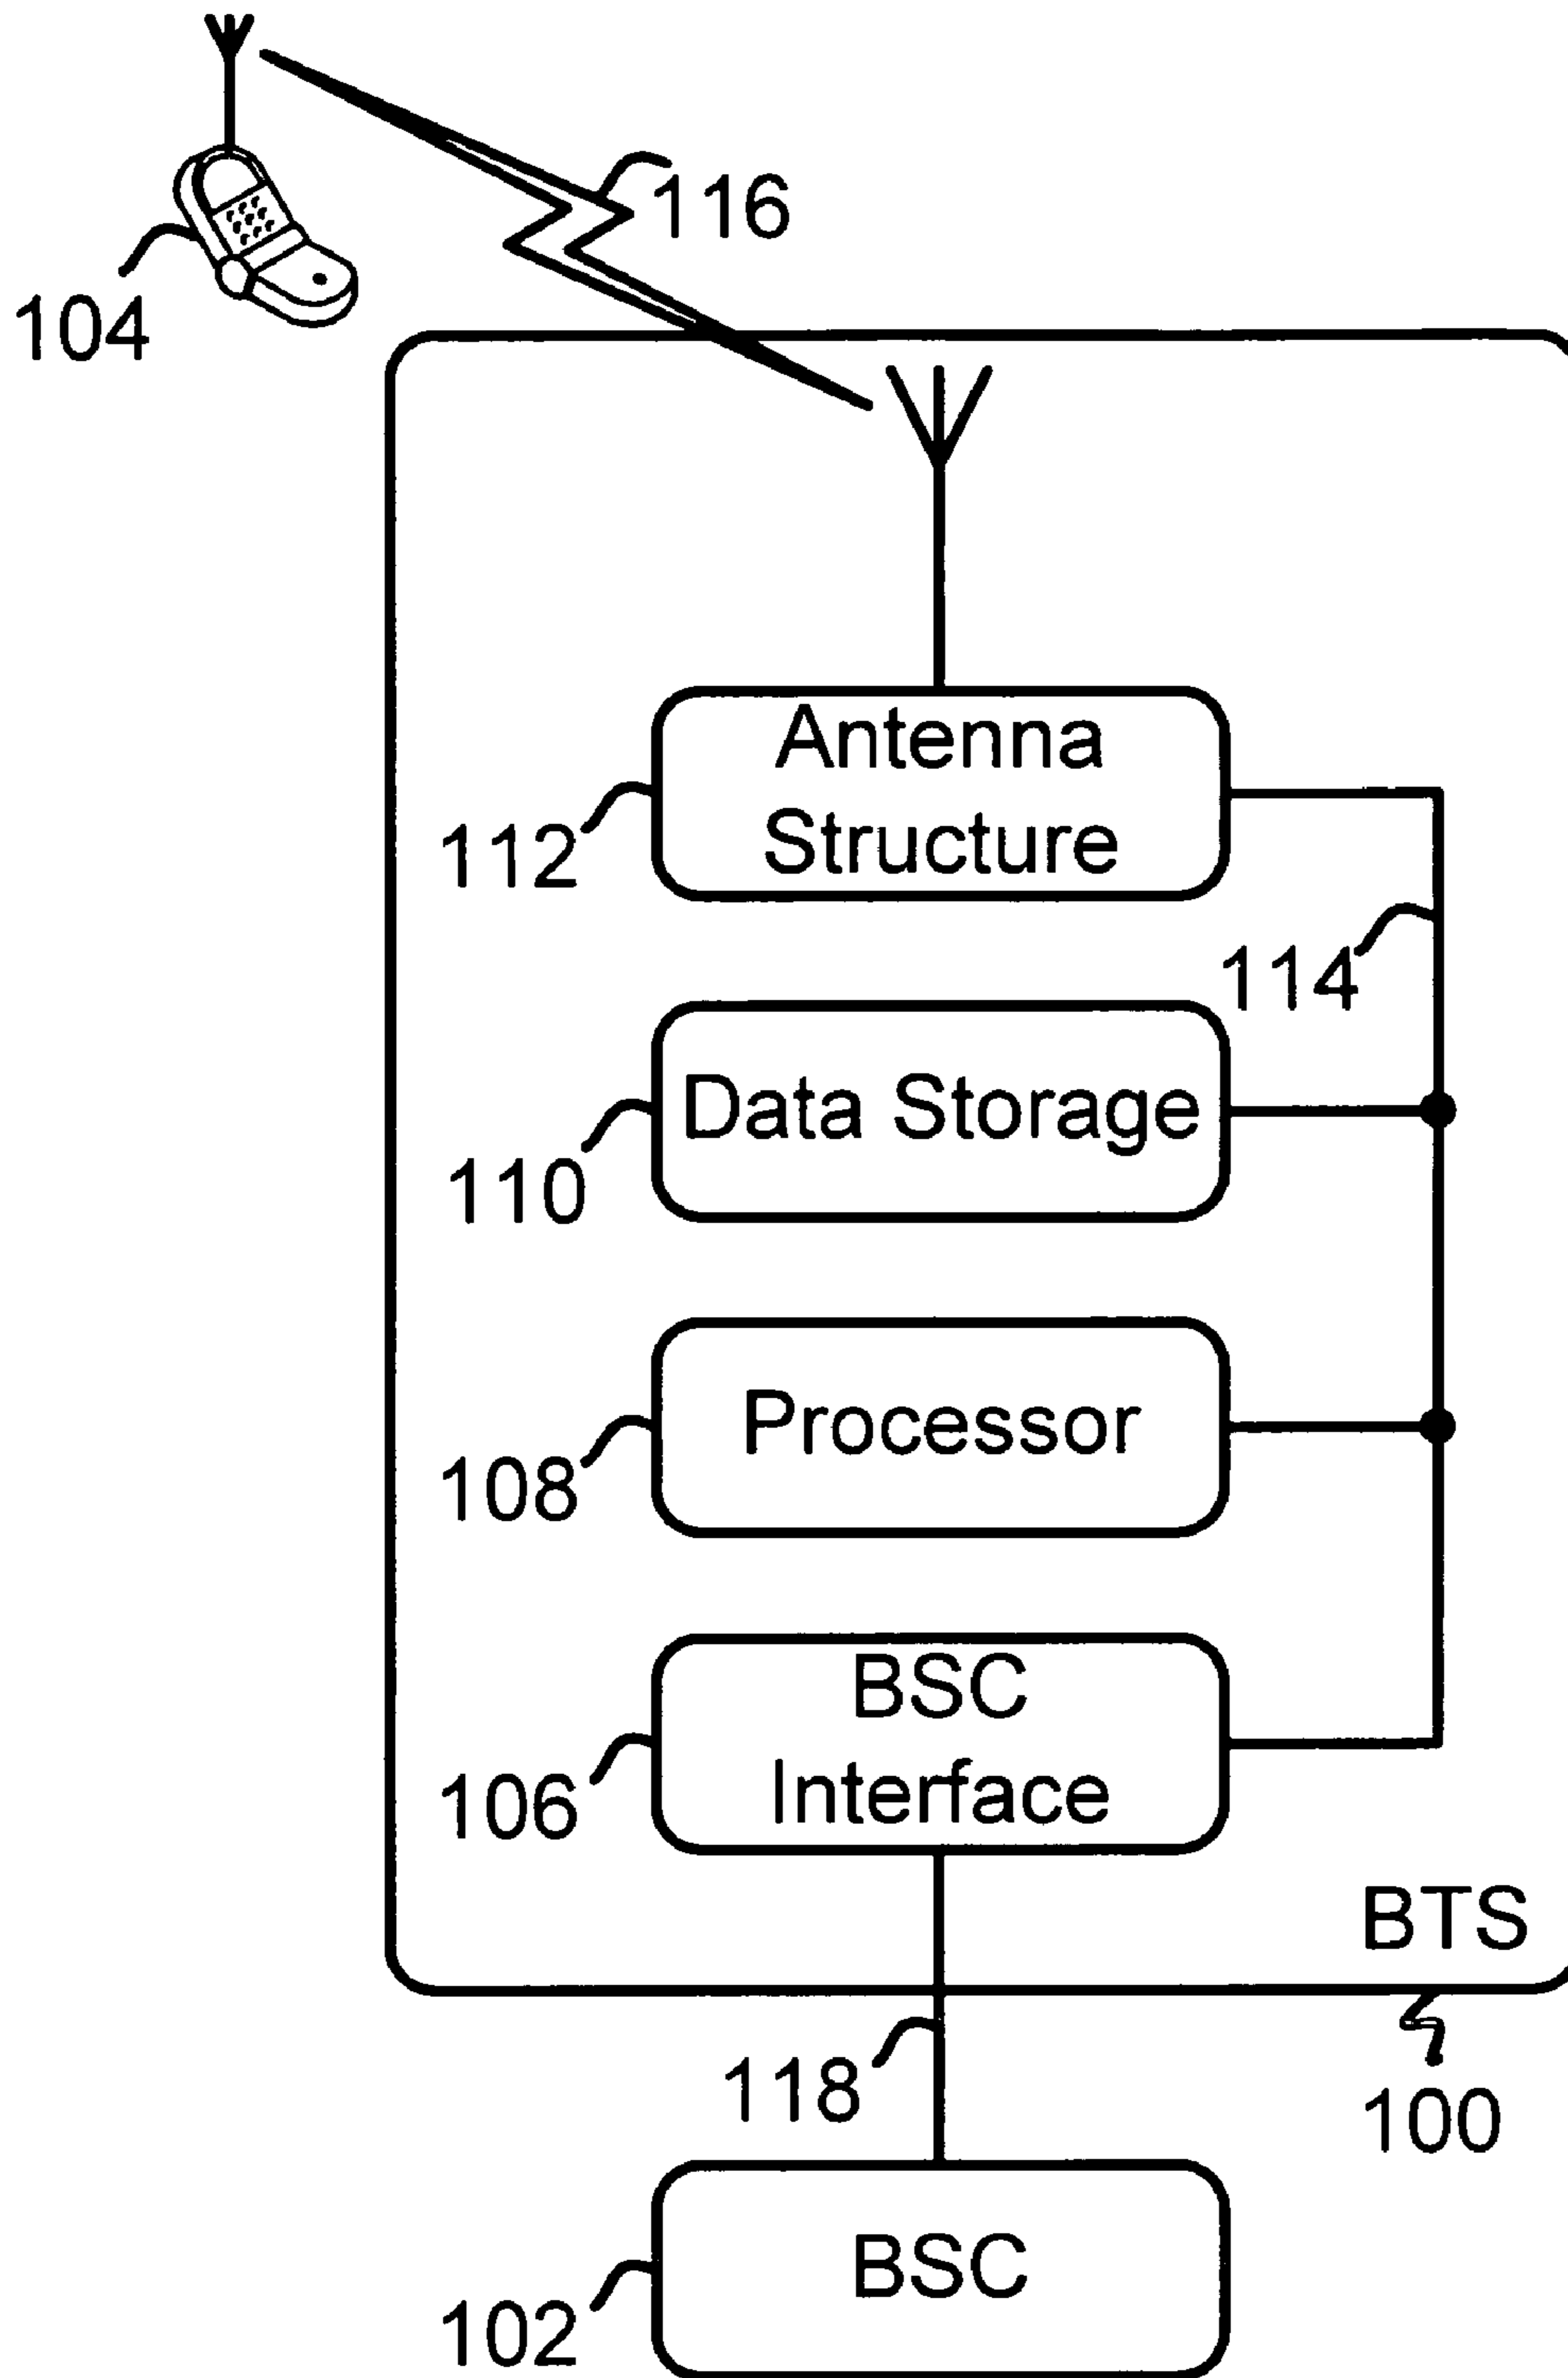 116
104
Antenna
Structure
112
114
Data Storage
110
Processor
108
BSC
Interface
106
BTS
118
100
BSC
102